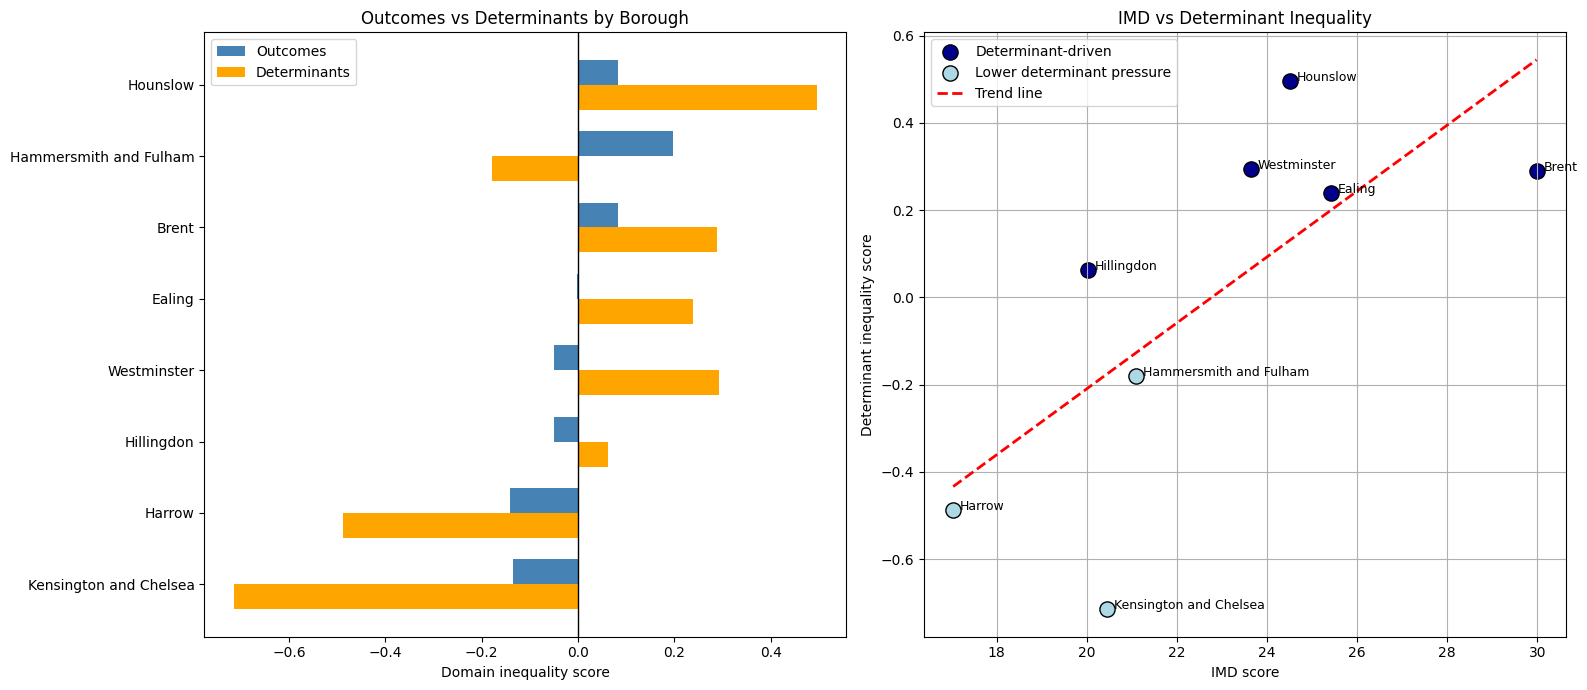 Outcomes vs Determinants by Borough
Outcomes
Determinants
Hounslow
Hammersmith and Fulham
Brent
Ealing
Westminster
Hillingdon
Harrow
Kensington and Chelsea
−0.6
−0.4
−0.2
0.0
0.2
0.4
Domain inequality score
IMD vs Determinant Inequality
Determinant-driven
Lower determinant pressure
Trend line
Determinant inequality score
0.6
0.4
0.2
0.0
−0.2
−0.4
−0.6
Hounslow
Westminster
Brent
Ealing
Hillingdon
Hammersmith and Fulham
Harrow
Kensington and Chelsea
18
20
22
24
26
28
30
IMD score